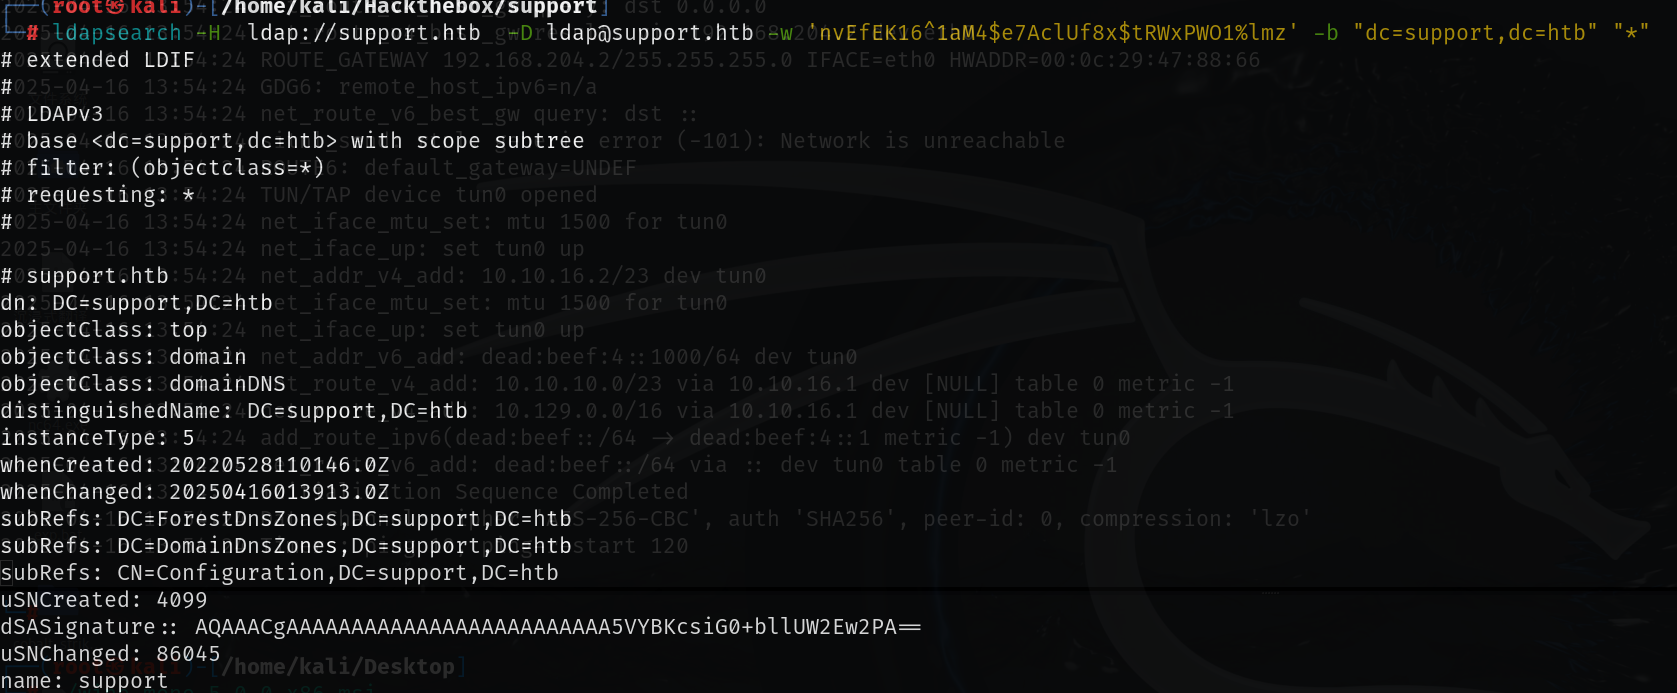 (root㉿kali)-[/home/kali/Hackthebox/support] dst 0.0.0.0
# ldapsearch -H ldap://support.htb -D ldap@support.htb -w 'nvEfEK16^1aM4$e7AclUf8x$tRWxPWO1%lmz' -b "dc=support,dc=htb" "*"
# extended LDIF
4:24 ROUTE_GATEWAY 192.168.204.2/255.255.255.0 IFACE=eth0 HWADDR=00:0c:29:47:88:66
#
025-04-16 13:54:24 GDG6: remote_host_ipv6=n/a
# LDAPv3
4:24 net_route_v6_best_gw query: dst ::
# base <dc=support,dc=htb> with scope subtree
error (-101): Network is unreachable
# filter: (objectclass=*)
6: default_gateway=UNDEF
# requesting: *
:24 TUN/TAP device tun0 opened
#
025-04-16 13:54:24 net_iface_mtu_set: mtu 1500 for tun0
2025-04-16 13:54:24 net_iface_up: set tun0 up
# support.htb
:54:24 net_addr_v4_add: 10.10.16.2/23 dev tun0
dn: DC=support,DC=htb
et_iface_mtu_set: mtu 1500 for tun0
objectClass: top
:24 net_iface_up: set tun0 up
objectClass: domain
net_addr_v6_add: dead:beef:4::1000/64 dev tun0
objectClass: domainDNS
t_route_v4_add: 10.10.10.0/23 via 10.10.16.1 dev [NULL] table 0 metric -1
distinguishedName: DC=support,DC=htb
: 10.129.0.0/16 via 10.10.16.1 dev [NULL] table 0 metric -1
instanceType: 5
:54:24 add_route_ipv6(dead:beef::/64 -> dead:beef:4::1 metric -1) dev tun0
whenCreated: 20220528110146.0Z
v6_add: dead:beef::/64 via :: dev tun0 table 0 metric -1
whenChanged: 20250416013913.0Z
Sequence Completed
subRefs: DC=ForestDnsZones,DC=support,DC=htb
S-256-CBC', auth 'SHA256', peer-id: 0, compression: 'lzo'
subRefs: DC=DomainDnsZones,DC=support,DC=htb
start 120
subRefs: CN=Configuration,DC=support,DC=htb
uSNCreated: 4099
dSASignature:: AQAAACgAAAAAAAAAAAAAAAAAAAAAAAAA5VYBKcsiG0+bllUW2Ew2PA==
uSNChanged: 86045
(root㉿kali)-[/home/kali/Desktop]
name: support